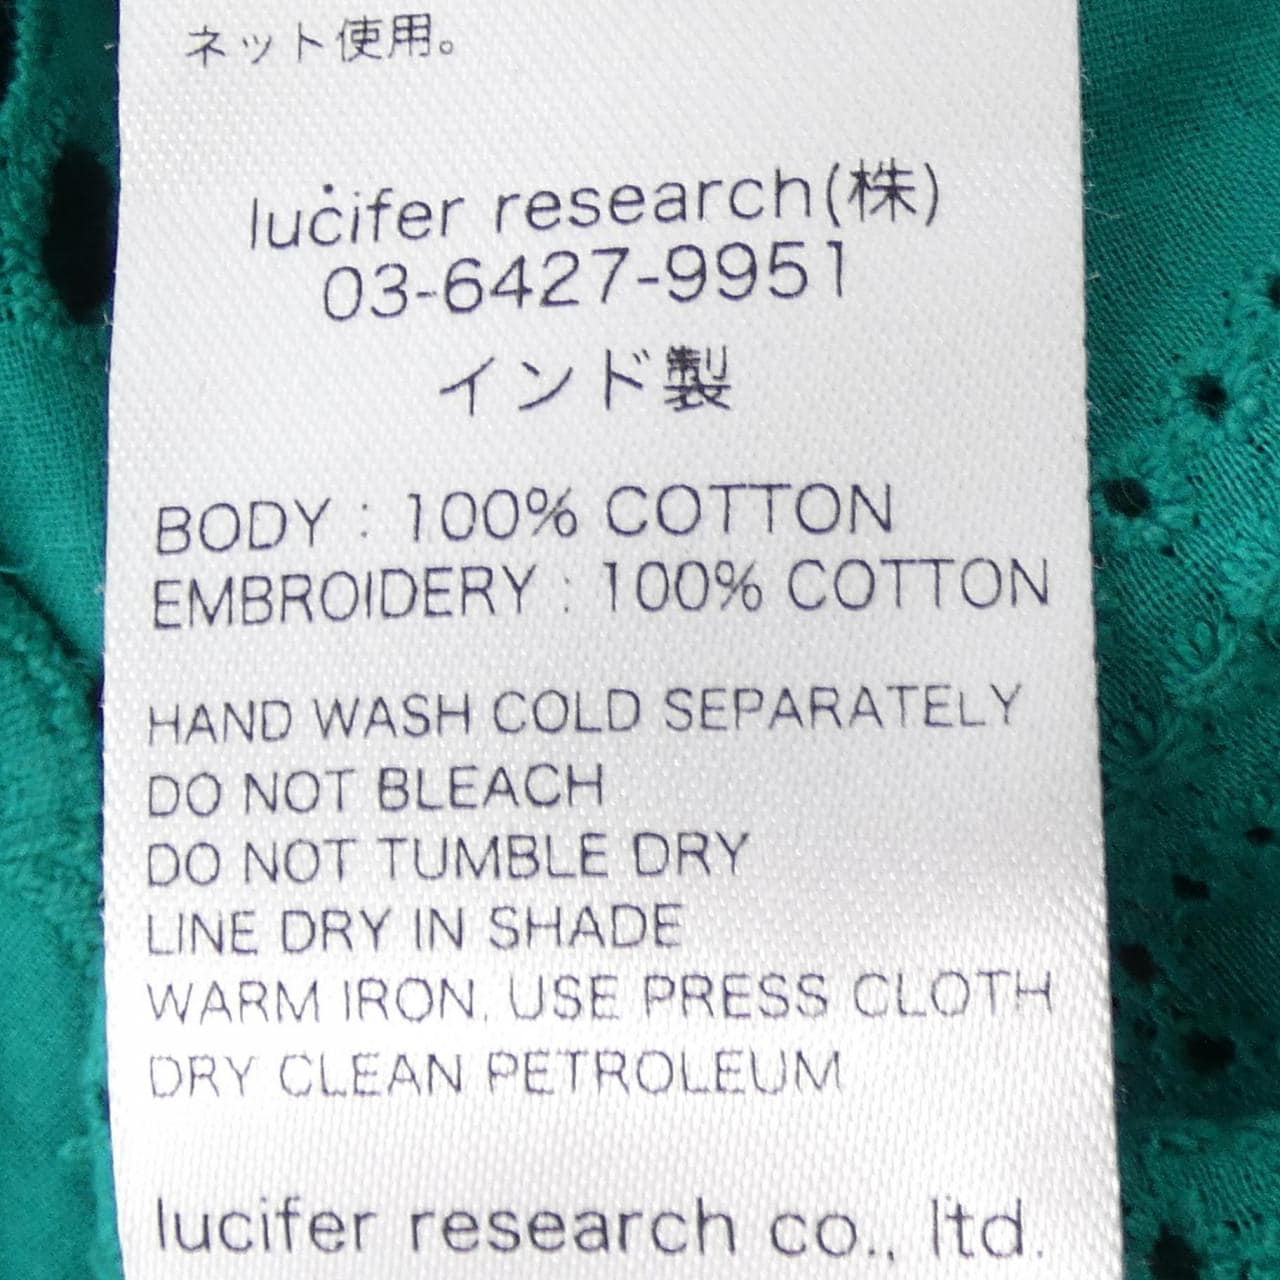 ネット使用。
lucifer research(株)
03-6427-9951
インド製
BODY : 100% COTTON
EMBROIDERY : 100% COTTON
HAND WASH COLD SEPARATELY
DO NOT BLEACH
DO NOT TUMBLE DRY
LINE DRY IN SHADE
WARM IRON, USE PRESS CLOTH
DRY CLEAN PETROLEUM
lucifer research co., ltd.